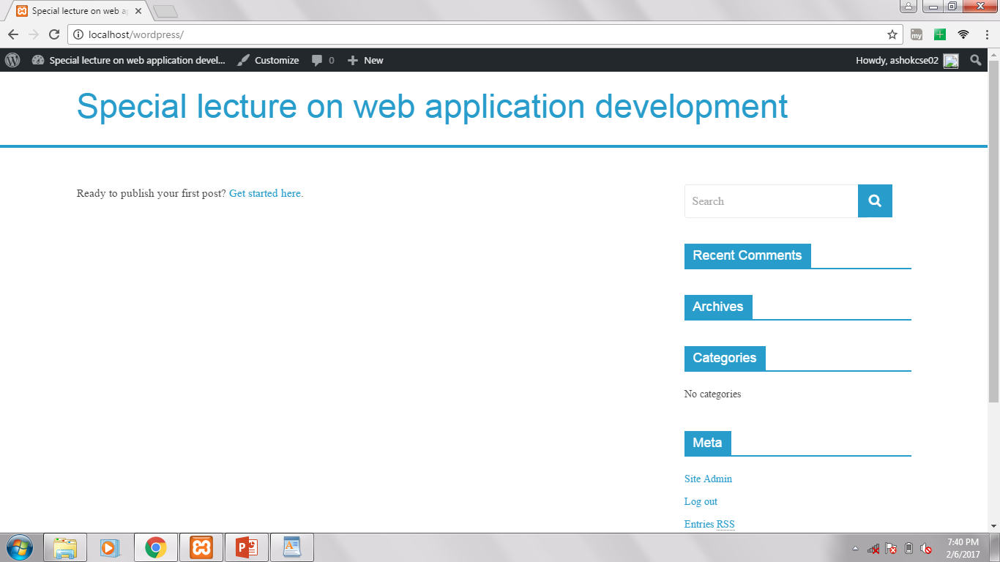 Special lecture on web a
localhost/wordpress/
my
Special lecture on web application devel... Customize 0 New Howdy, ashokcse02
Special lecture on web application development
Ready to publish your first post? Get started here.
Search
Recent Comments
Archives
Categories
No categories
Meta
Site Admin
Log out
Entries RSS
7:40 PM
2/6/2017